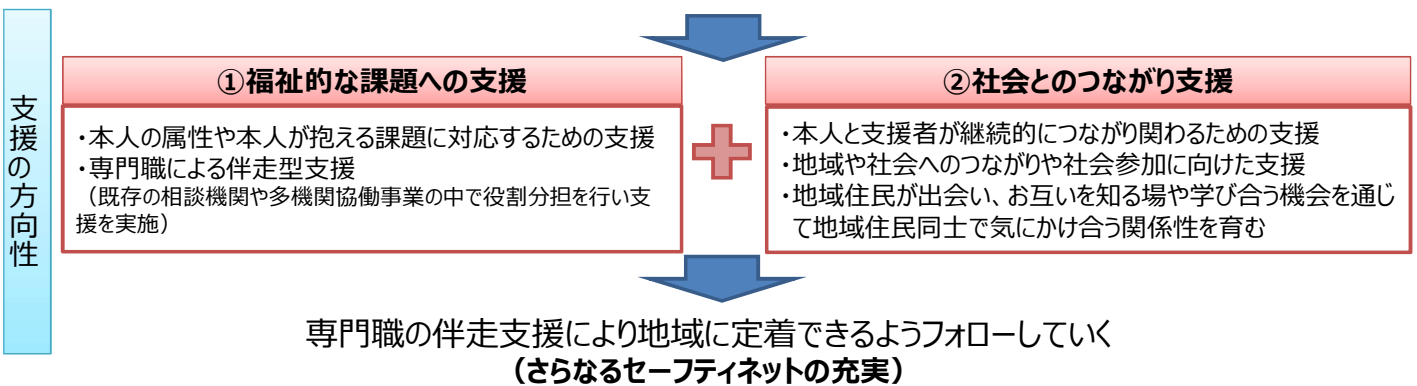 支援の方向性
①福祉的な課題への支援
・本人の属性や本人が抱える課題に対応するための支援
・専門職による伴走型支援
（既存の相談機関や多機関協働事業の中で役割分担を行い支
援を実施）
②社会とのつながり支援
・本人と支援者が継続的につながり関わるための支援
・地域や社会へのつながりや社会参加に向けた支援
・地域住民が出会い、お互いを知る場や学び合う機会を通じ
て地域住民同士で気にかけ合う関係性を育む
専門職の伴走支援により地域に定着できるようフォローしていく
（さらなるセーフティネットの充実）